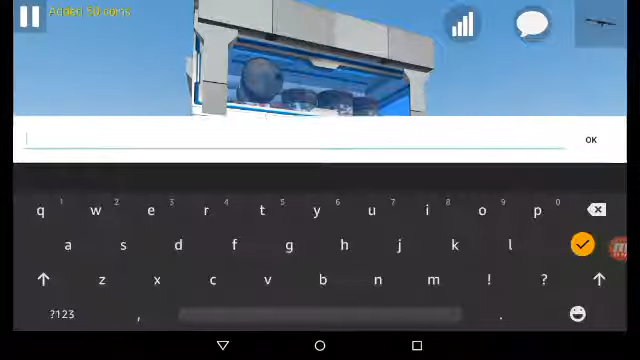 Added 50 coins
OK
1 2 3 4 5 6 7 8 9 0
q w e r t y u i o p
a s d f g h j k l
z x c v b n m ! ?
?123 , .